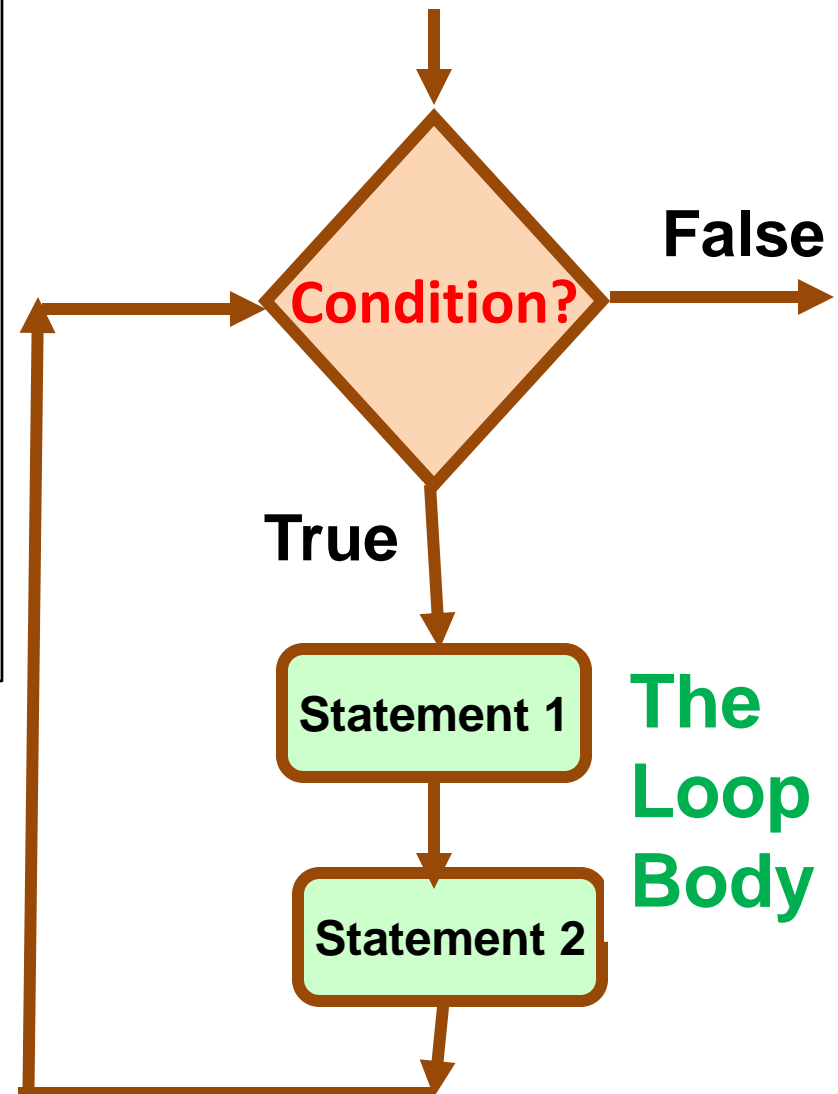 False
Condition?
True
Statement 1
The
Loop
Body
Statement 2